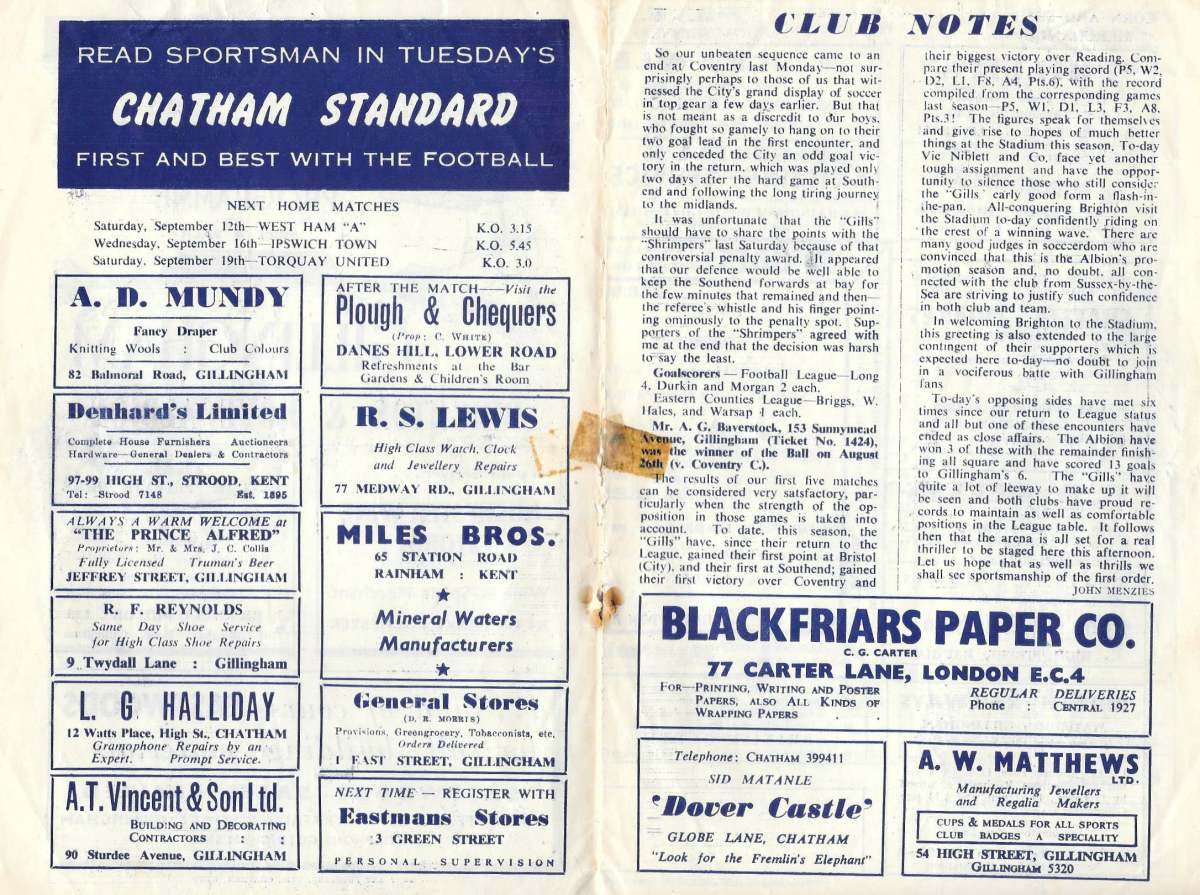 READ SPORTSMAN IN TUESDAY'S
CHATHAM STANDARD
FIRST AND BEST WITH THE FOOTBALL
NEXT HOME MATCHES
Saturday, September 12th—WEST HAM "A" K.O. 3.15
Wednesday, September 16th—IPSWICH TOWN K.O. 5.45
Saturday, September 19th—TORQUAY UNITED K.O. 3.0
A. D. MUNDY
Fancy Draper
Knitting Wools : Club Colours
82 Balmoral Road, GILLINGHAM
Denhard's Limited
Complete House Furnishers Auctioneers
Hardware—General Dealers & Contractors
97-99 HIGH ST., STROOD, KENT
Tel: Strood 7148 Est. 1895
ALWAYS A WARM WELCOME at
"THE PRINCE ALFRED"
Proprietors: Mr. & Mrs. J. C. Collis
Fully Licensed Truman's Beer
JEFFREY STREET, GILLINGHAM
R. F. REYNOLDS
Same Day Shoe Service
for High Class Shoe Repairs
9 Twydall Lane : Gillingham
L. G. HALLIDAY
12 Watts Place, High St., CHATHAM
Gramophone Repairs by an
Expert. Prompt Service.
A.T. Vincent & Son Ltd.
BUILDING AND DECORATING
CONTRACTORS : :
90 Sturdee Avenue, GILLINGHAM
AFTER THE MATCH—Visit the
Plough & Chequers
(Prop: C. WHITE)
DANES HILL, LOWER ROAD
Refreshments at the Bar
Gardens & Children's Room
R. S. LEWIS
High Class Watch, Clock
and Jewellery Repairs
77 MEDWAY RD., GILLINGHAM
MILES BROS.
65 STATION ROAD
RAINHAM : KENT
★
Mineral Waters
Manufacturers
★
General Stores
(D. R. MORRIS)
Provisions, Greengrocery, Tobacconists, etc.
Orders Delivered
1 EAST STREET, GILLINGHAM
NEXT TIME — REGISTER WITH
Eastmans Stores
3 GREEN STREET
PERSONAL SUPERVISION
CLUB NOTES
So our unbeaten sequence came to an
end at Coventry last Monday—not sur-
prisingly perhaps to those of us that wit-
nessed the City's grand display of soccer
in top gear a few days earlier. But that
is not meant as a discredit to our boys,
who fought so gamely to hang on to their
two goal lead in the first encounter, and
only conceded the City an odd goal vic-
tory in the return, which was played only
two days after the hard game at South-
end and following the long tiring journey
to the midlands.
It was unfortunate that the "Gills"
should have to share the points with the
"Shrimpers" last Saturday because of that
controversial penalty award. It appeared
that our defence would be well able to
keep the Southend forwards at bay for
the few minutes that remained and then—
the referee's whistle and his finger point-
ing ominously to the penalty spot. Sup-
porters of the "Shrimpers" agreed with
me at the end that the decision was harsh
to say the least.
Goalscorers — Football League—Long
4, Durkin and Morgan 2 each.
Eastern Counties League—Briggs, W.
Hales, and Warsap 1 each.
Mr. A. G. Baverstock, 153 Sunnymead
Avenue, Gillingham (Ticket No. 1424),
was the winner of the Ball on August
26th (v. Coventry C.).
The results of our first five matches
can be considered very satsfactory, par-
ticularly when the strength of the op-
position in those games is taken into
account. To date, this season, the
"Gills" have, since their return to the
League, gained their first point at Bristol
(City), and their first at Southend; gained
their first victory over Coventry and
their biggest victory over Reading. Com-
pare their present playing record (P5, W2,
D2, L1, F8, A4, Pts.6), with the record
compiled from the corresponding games
last season—P5, W1, D1, L3, F3, A8,
Pts.3! The figures speak for themselves
and give rise to hopes of much better
things at the Stadium this season. To-day
Vic Niblett and Co. face yet another
tough assignment and have the oppor-
tunity to silence those who still consider
the "Gills" early good form a flash-in-
the-pan. All-conquering Brighton visit
the Stadium to-day confidently riding on
the crest of a winning wave. There are
many good judges in soccerdom who are
convinced that this is the Albion's pro-
motion season and, no doubt, all con-
nected with the club from Sussex-by-the-
Sea are striving to justify such confidence
in both club and team.
In welcoming Brighton to the Stadium,
this greeting is also extended to the large
contingent of their supporters which is
expected here to-day—no doubt to join
in a vociferous batte with Gillingham
fans
To-day's opposing sides have met six
times since our return to League status
and all but one of these encounters have
ended as close affairs. The Albion have
won 3 of these with the remainder finish-
ing all square and have scored 13 goals
to Gillingham's 6. The "Gills" have
quite a lot of leeway to make up it will
be seen and both clubs have proud re-
cords to maintain as well as comfortable
positions in the League table. It follows
then that the arena is all set for a real
thriller to be staged here this afternoon.
Let us hope that as well as thrills we
shall see sportsmanship of the first order.
JOHN MENZIES
BLACKFRIARS PAPER CO.
C. G. CARTER
77 CARTER LANE, LONDON E.C.4
FOR—PRINTING, WRITING AND POSTER
PAPERS, ALSO ALL KINDS OF
WRAPPING PAPERS . .
REGULAR DELIVERIES
Phone : CENTRAL 1927
Telephone: CHATHAM 399411
SID MATANLE
'Dover Castle'
GLOBE LANE, CHATHAM
"Look for the Fremlin's Elephant"
A. W. MATTHEWS
LTD.
Manufacturing Jewellers
and Regalia Makers
CUPS & MEDALS FOR ALL SPORTS
CLUB BADGES A SPECIALITY
54 HIGH STREET, GILLINGHAM
GILLINGHAM 5320